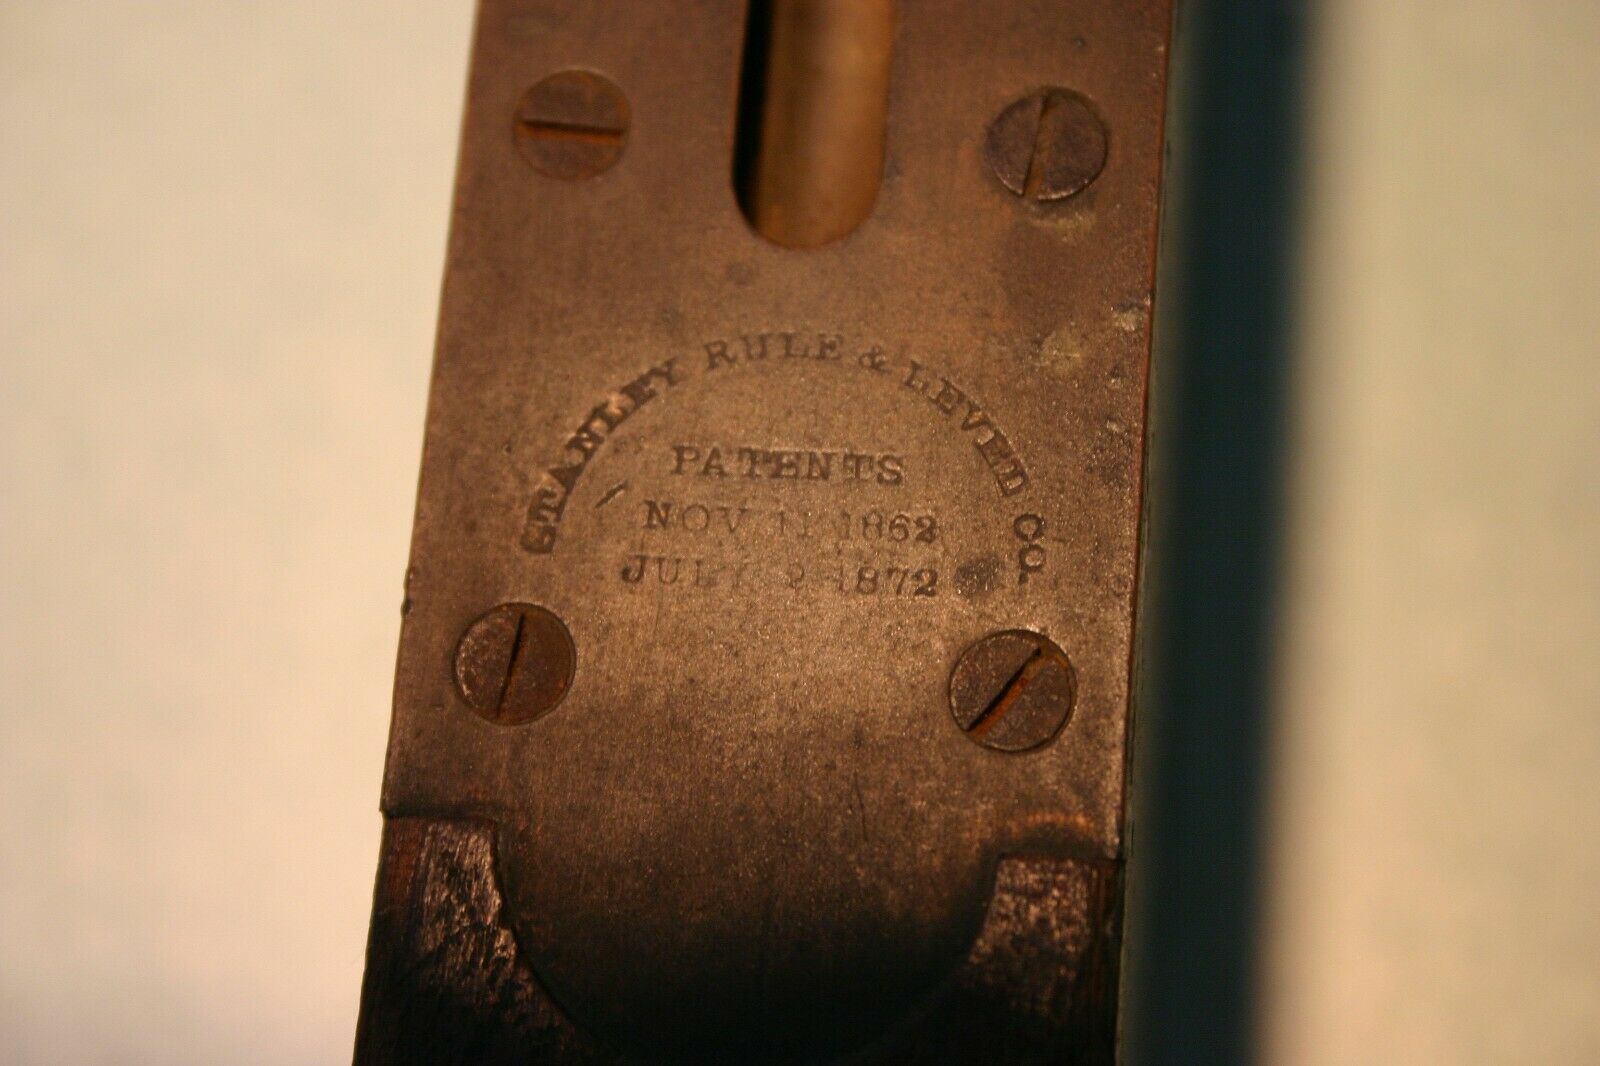 STANLEY RULE & LEVEL CO.
PATENTS
NOV 11 1862
JULY 2 1872